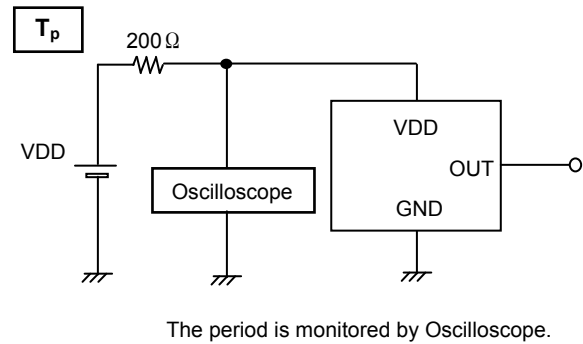 Tp
200Ω
VDD
VDD
OUT
Oscilloscope
GND
The period is monitored by Oscilloscope.